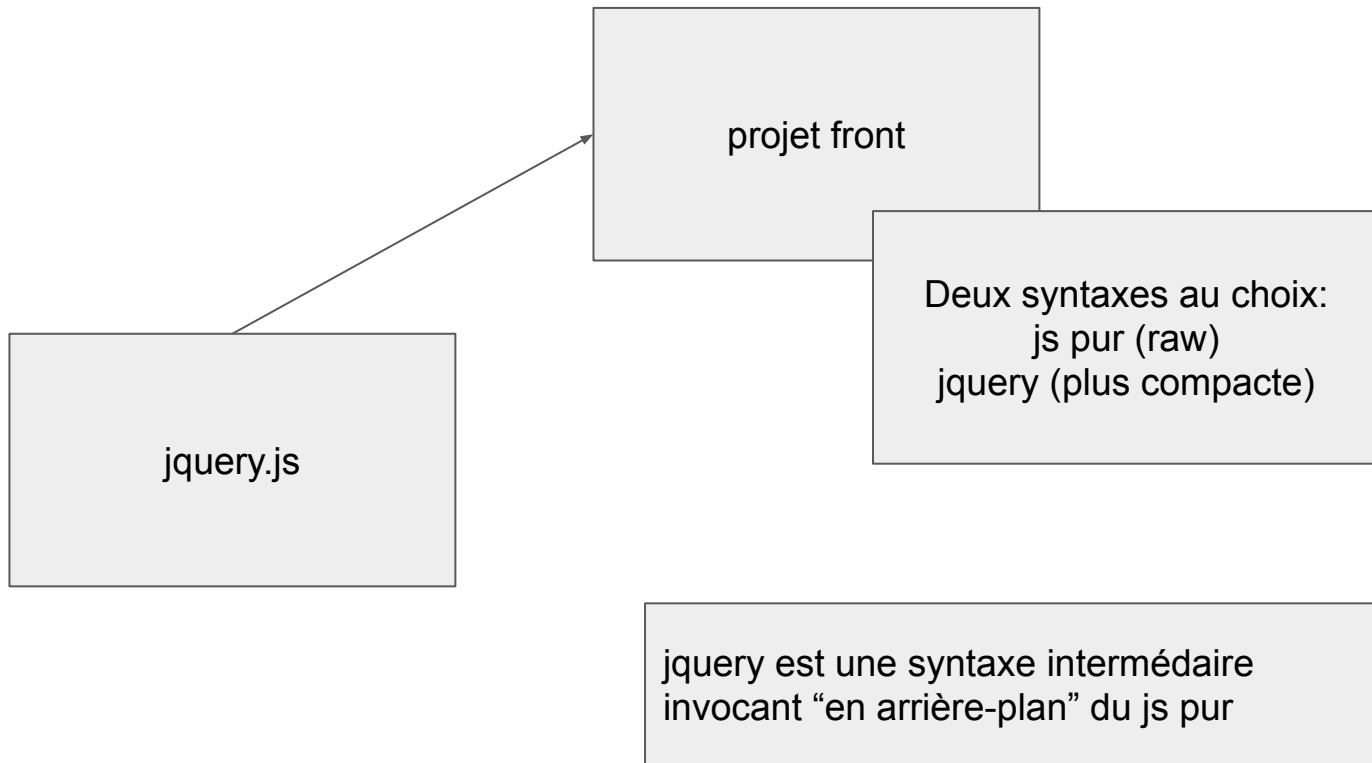 projet front
Deux syntaxes au choix:
js pur (raw)
jquery (plus compacte)
jquery.js
jquery est une syntaxe intermédaire
invocant “en arrière-plan” du js pur